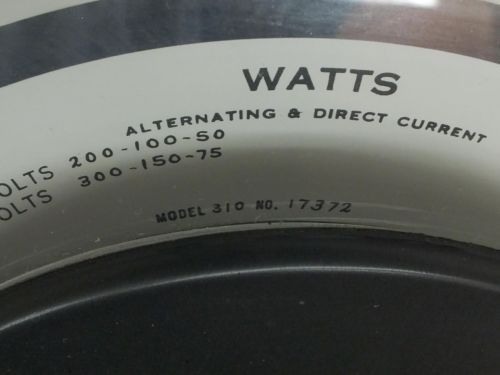 WATTS
ALTERNATING & DIRECT CURRENT
OLTS 200-100-50
OLTS 300-150-75
MODEL 310 NO. 17372